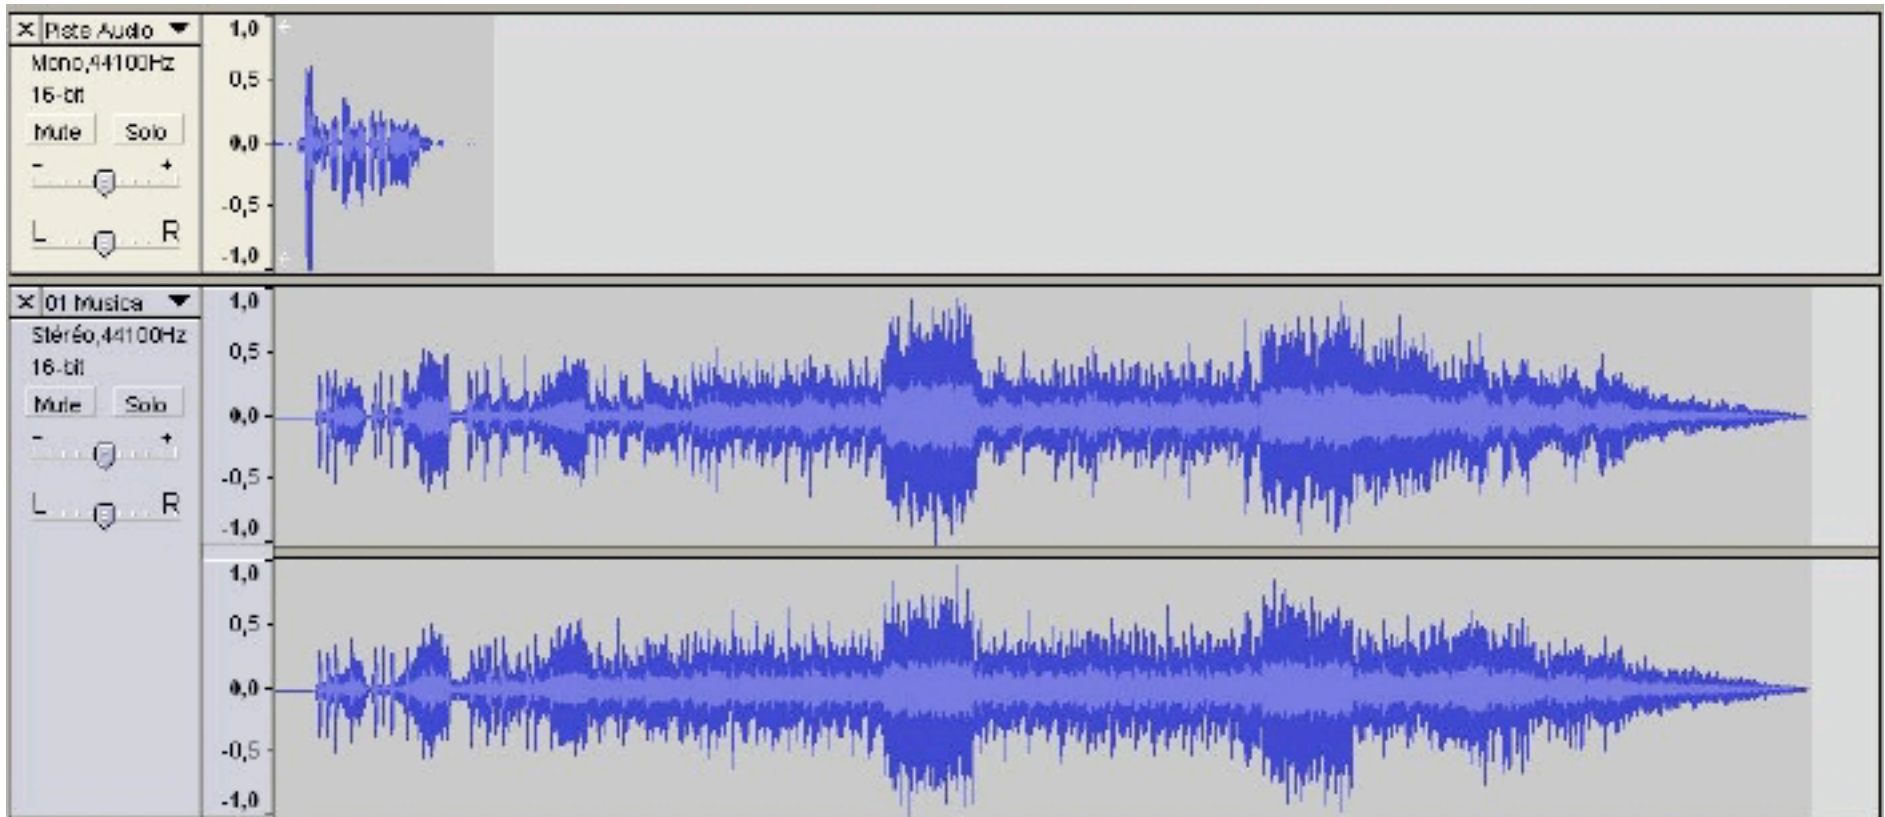 × Piste Audio ▼
Mono,44100Hz
16-bit
Mute Solo
- +
L R
1,0
0,5
0,0
-0,5
-1,0
× 01 Musica ▼
Stéréo,44100Hz
16-bit
Mute Solo
- +
L R
1,0
0,5
0,0
-0,5
-1,0
1,0
0,5
0,0
-0,5
-1,0